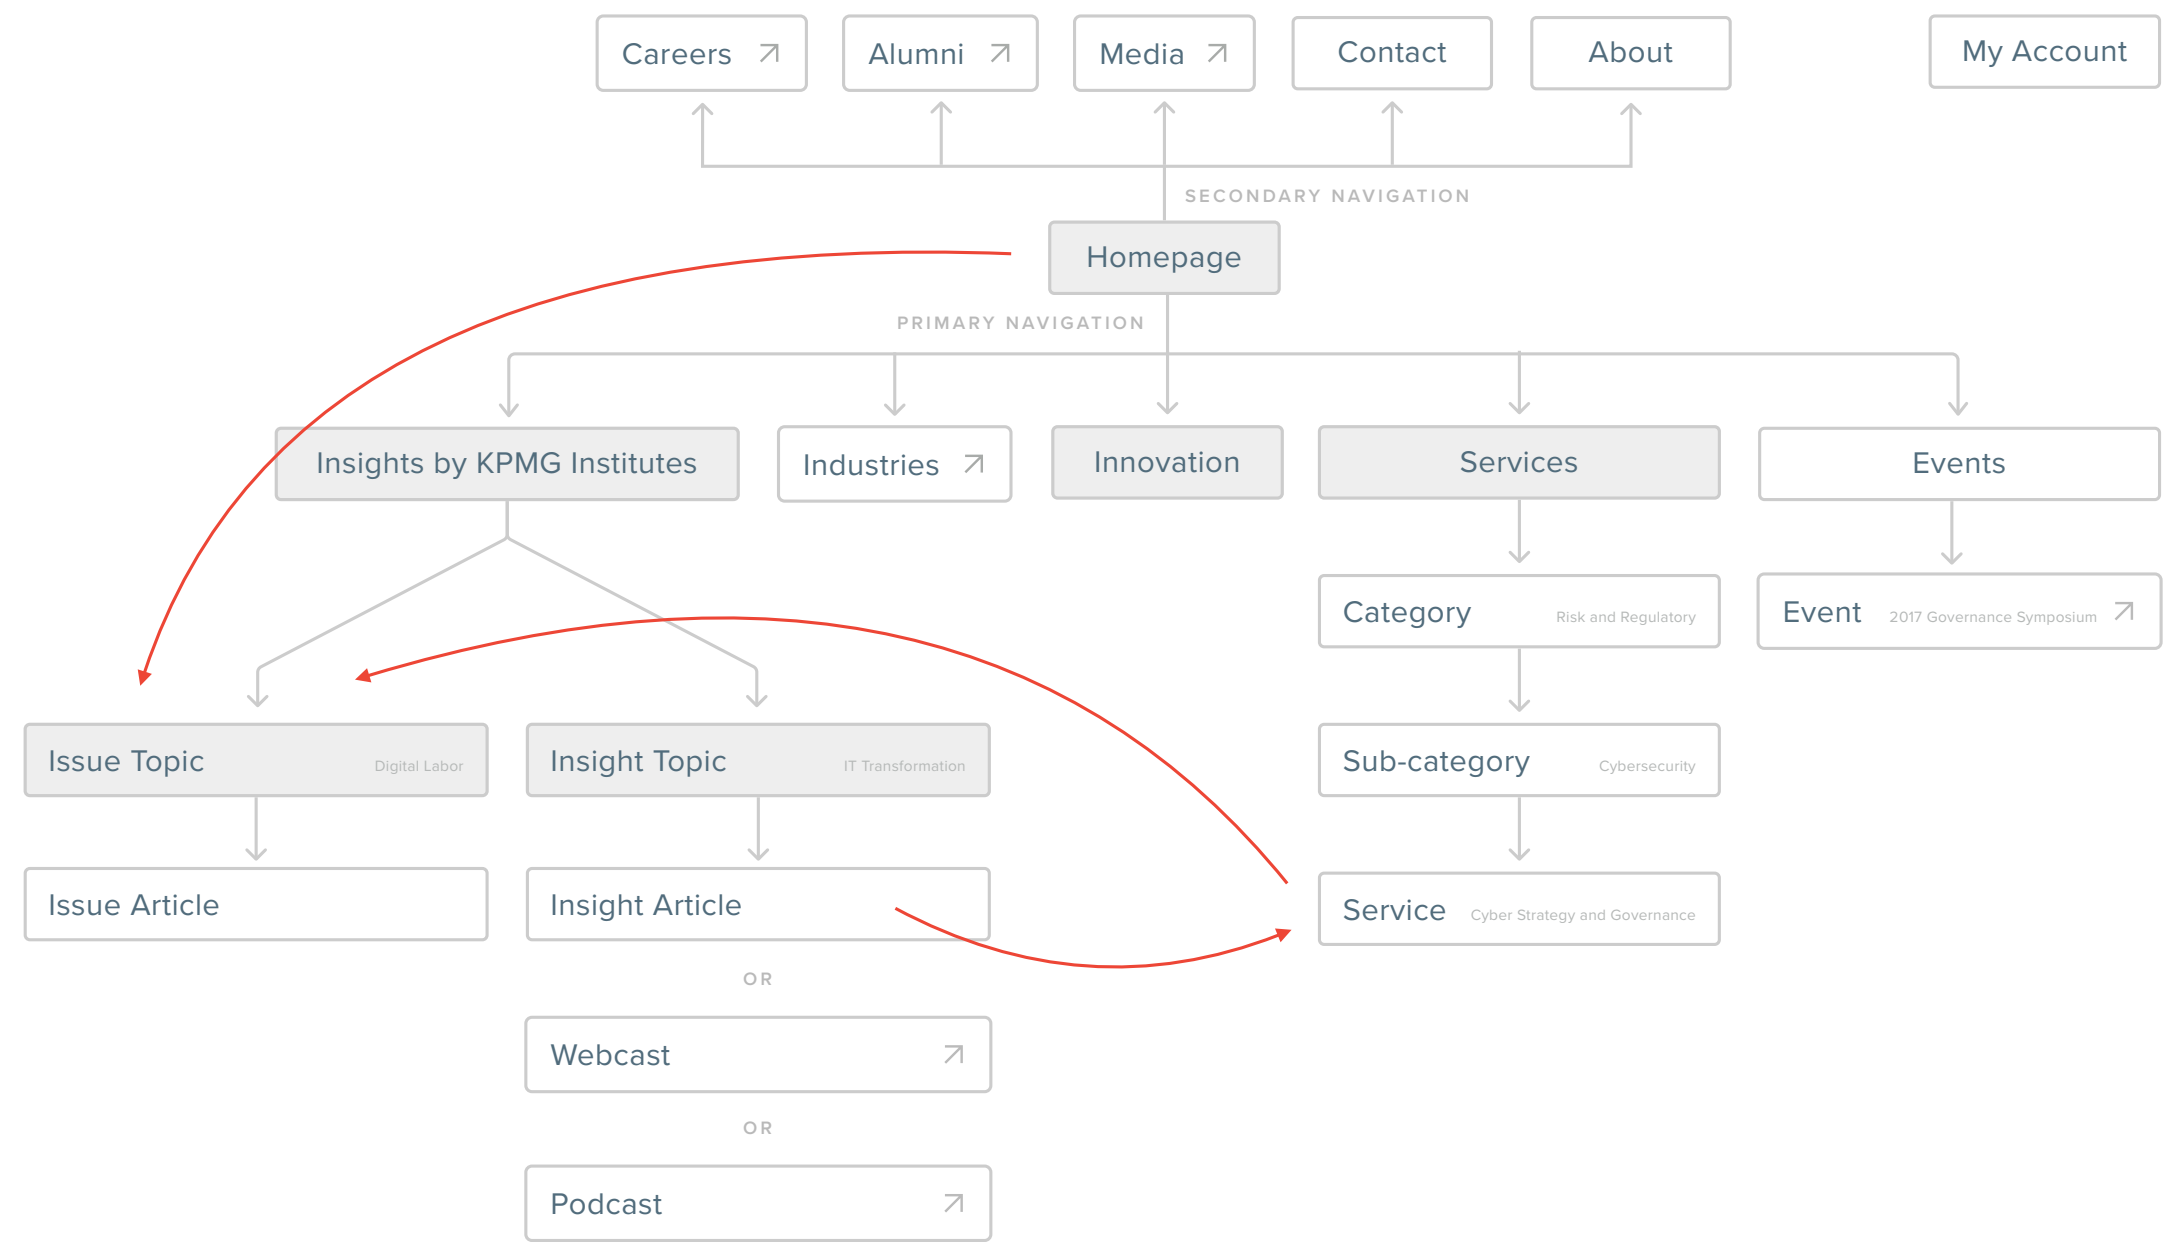 Careers
Alumni
Media
Contact
About
My Account
SECONDARY NAVIGATION
Homepage
PRIMARY NAVIGATION
Insights by KPMG Institutes
Industries
Innovation
Services
Events
Category Risk and Regulatory
Event 2017 Governance Symposium
Issue Topic Digital Labor
Insight Topic IT Transformation
Sub-category Cybersecurity
Issue Article
Insight Article
Service Cyber Strategy and Governance
OR
Webcast
OR
Podcast